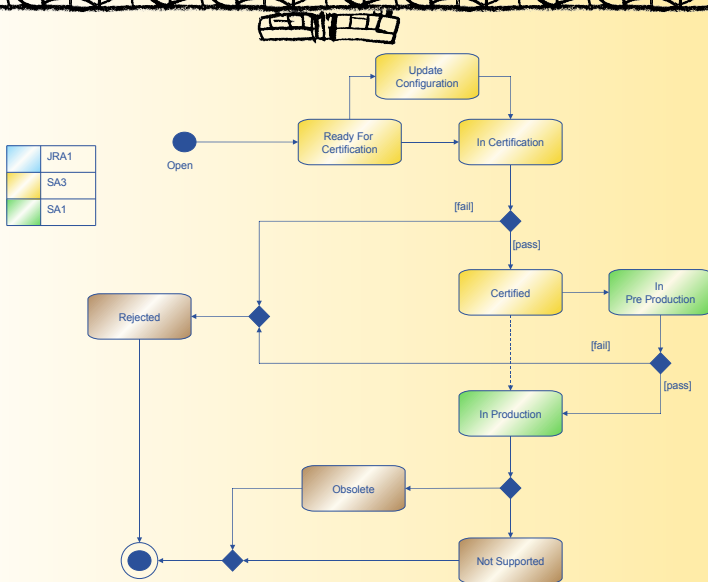 Update
Configuration
Ready For
Certification
In Certification
Open
JRA1
SA3
SA1
[fail]
[pass]
Certified
In
Pre Production
Rejected
[fail]
[pass]
In Production
Obsolete
Not Supported